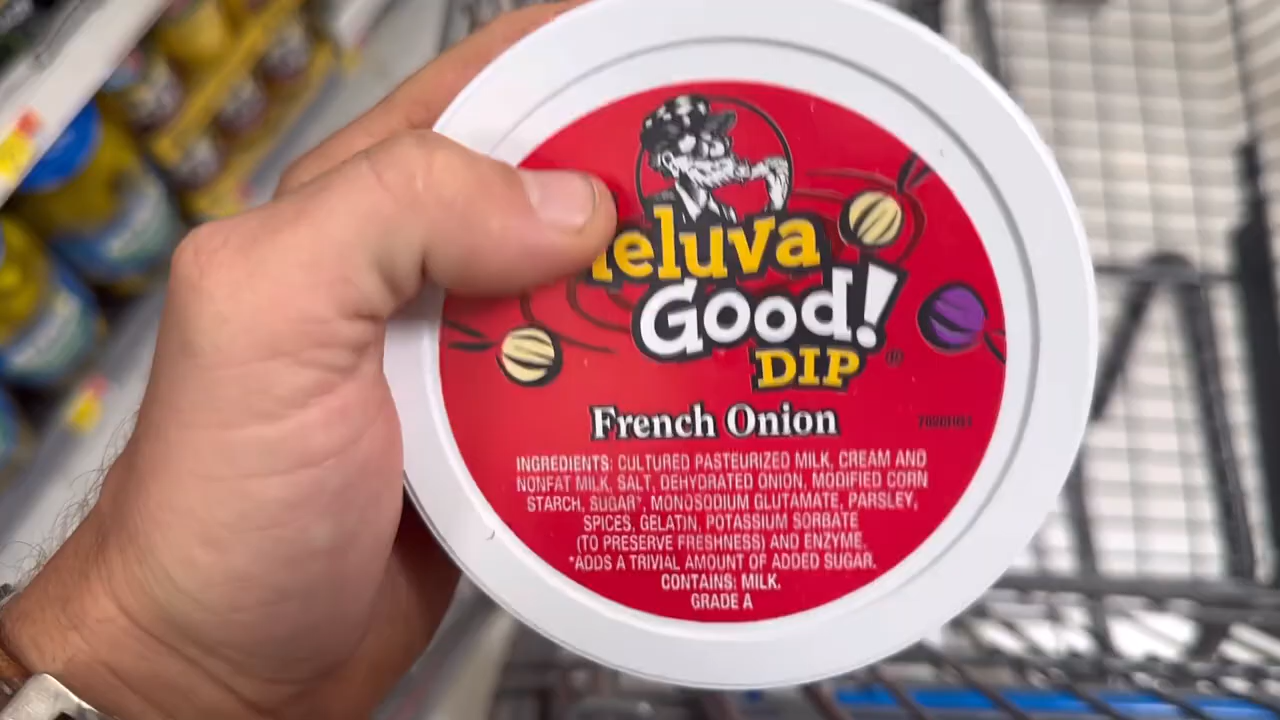 eluva
Good!
DIP
French Onion
INGREDIENTS: CULTURED PASTEURIZED MILK, CREAM AND
NONFAT MILK, SALT, DEHYDRATED ONION, MODIFIED CORN
STARCH, SUGAR*, MONOSODIUM GLUTAMATE, PARSLEY,
SPICES, GELATIN, POTASSIUM SORBATE
(TO PRESERVE FRESHNESS) AND ENZYME.
*ADDS A TRIVIAL AMOUNT OF ADDED SUGAR.
CONTAINS: MILK.
GRADE A